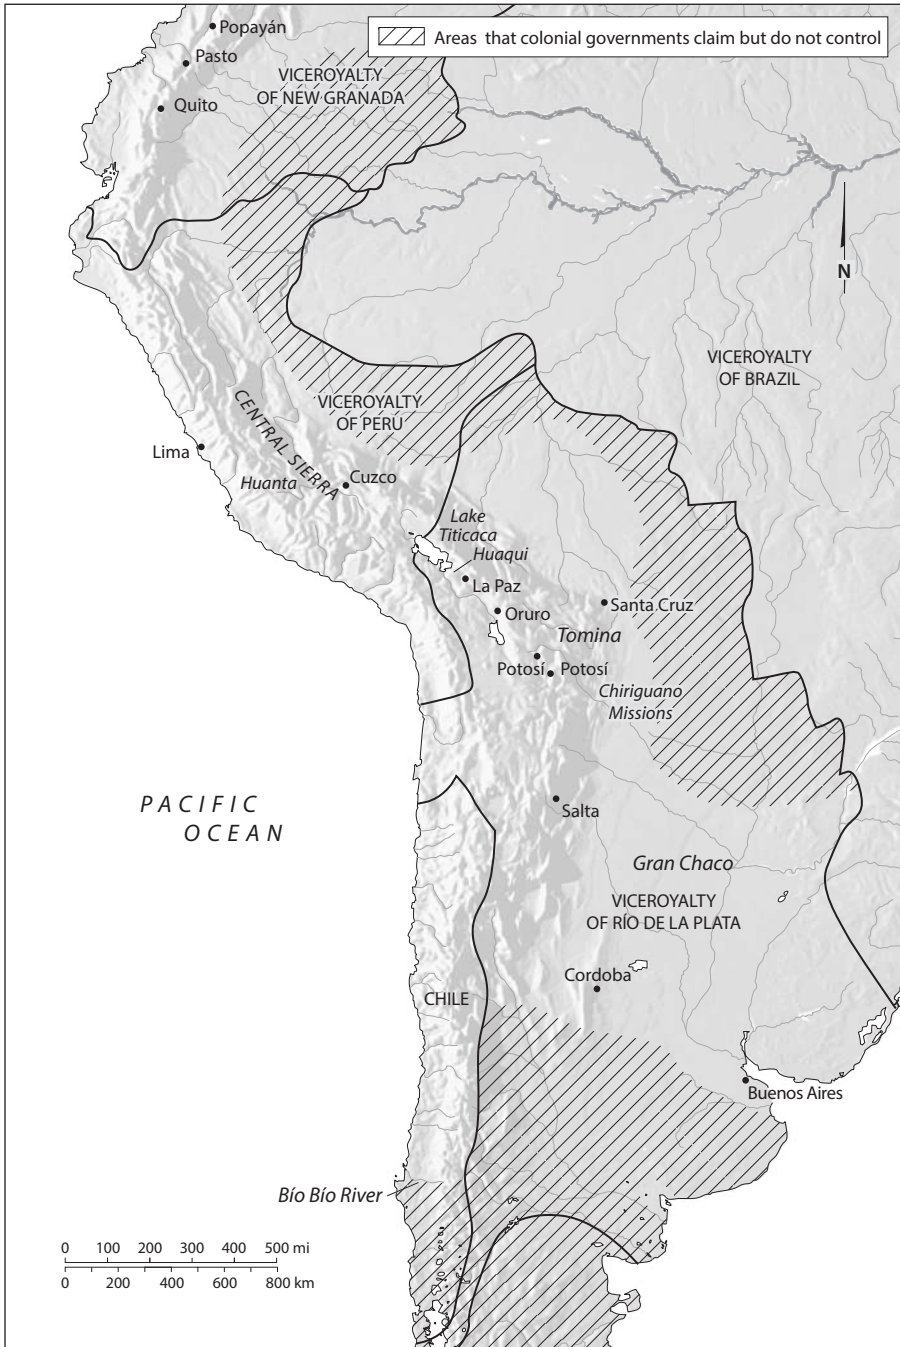 Popayán
Areas that colonial governments claim but do not control
Pasto
VICEROYALTY
OF NEW GRANADA
Quito
N
VICEROYALTY
OF BRAZIL
VICEROYALTY
OF PERU
CENTRAL SIERRA
Lima
Huanta
Cuzco
Lake
Titicaca
Huaqui
La Paz
Oruro
Santa Cruz
Tomina
Potosí
Potosí
Chiriguano
Missions
PACIFIC
OCEAN
Salta
Gran Chaco
VICEROYALTY
OF RÍO DE LA PLATA
Cordoba
CHILE
Buenos Aires
Bío Bío River
0 100 200 300 400 500 mi
0 200 400 600 800 km